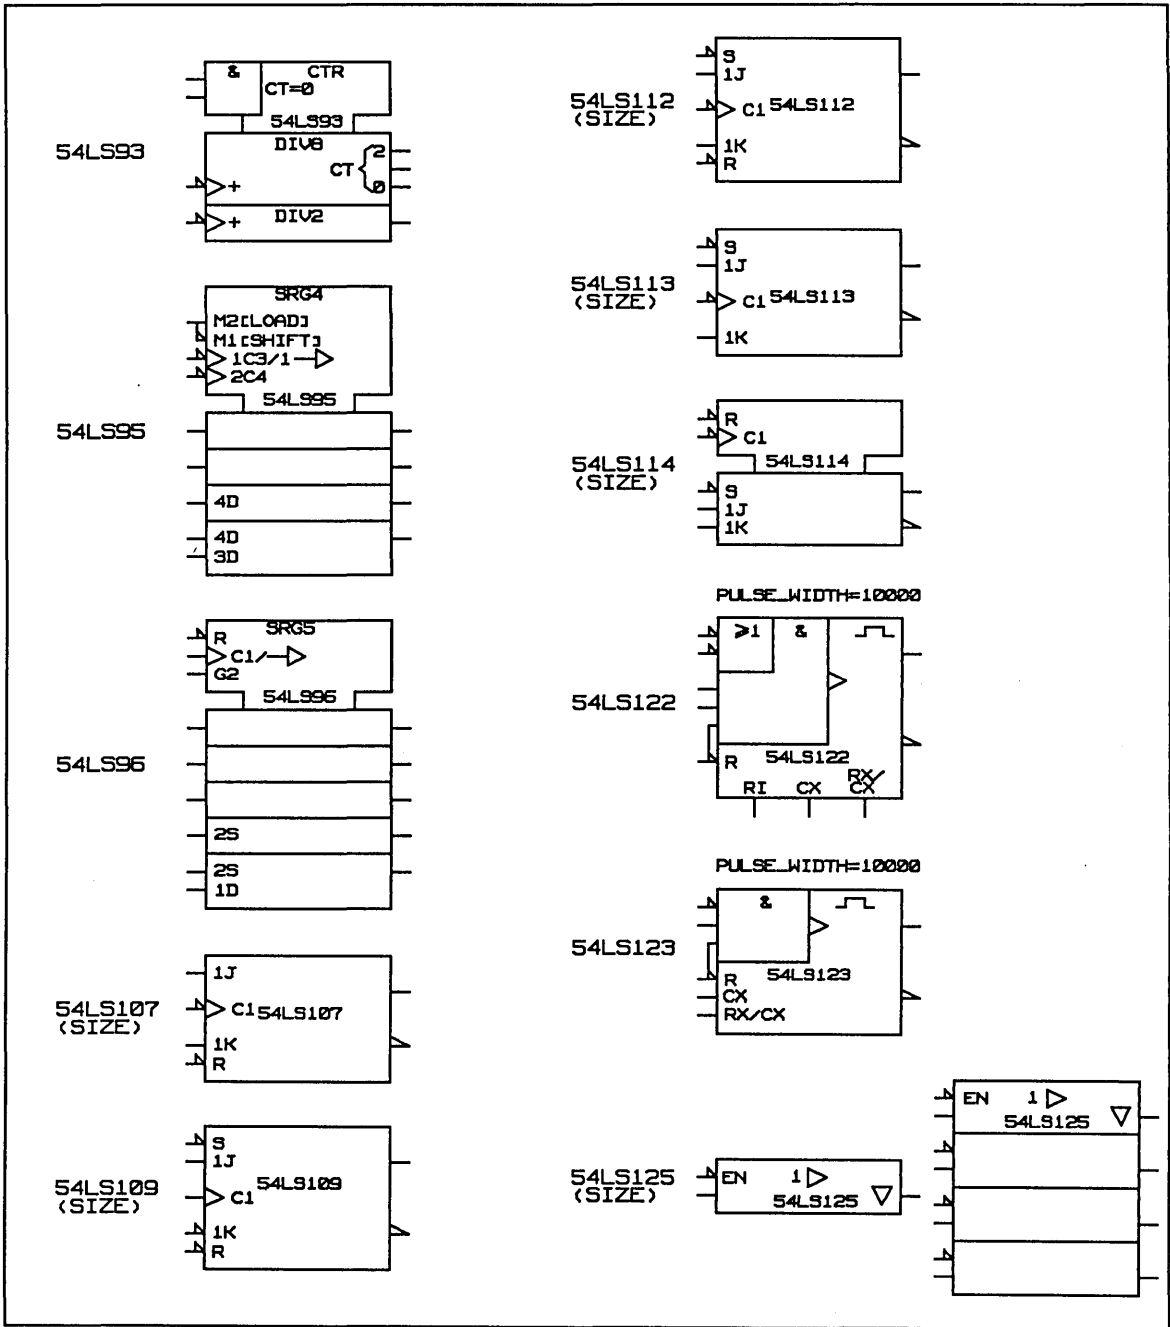 54LS93
&
CTR
CT=0
54LS93
DIV8
CT
2
0
+
DIV2
+
54LS95
SRG4
M2[LOAD]
M1[SHIFT]
1C3/1
2C4
54LS95
4D
4D
3D
54LS96
SRG5
R
C1/
G2
54LS96
2S
2S
1D
54LS107
(SIZE)
1J
C1 54LS107
1K
R
54LS109
(SIZE)
S
1J
54LS109
C1
1K
R
54LS112
(SIZE)
S
1J
C1 54LS112
1K
R
54LS113
(SIZE)
S
1J
C1 54LS113
1K
54LS114
(SIZE)
R
C1
54LS114
S
1J
1K
PULSE_WIDTH=10000
54LS122
≥1
&
54LS122
R
RI
CX
RX/
CX
PULSE_WIDTH=10000
54LS123
&
54LS123
R
CX
RX/CX
54LS125
(SIZE)
EN
1
54LS125
EN
1
54LS125